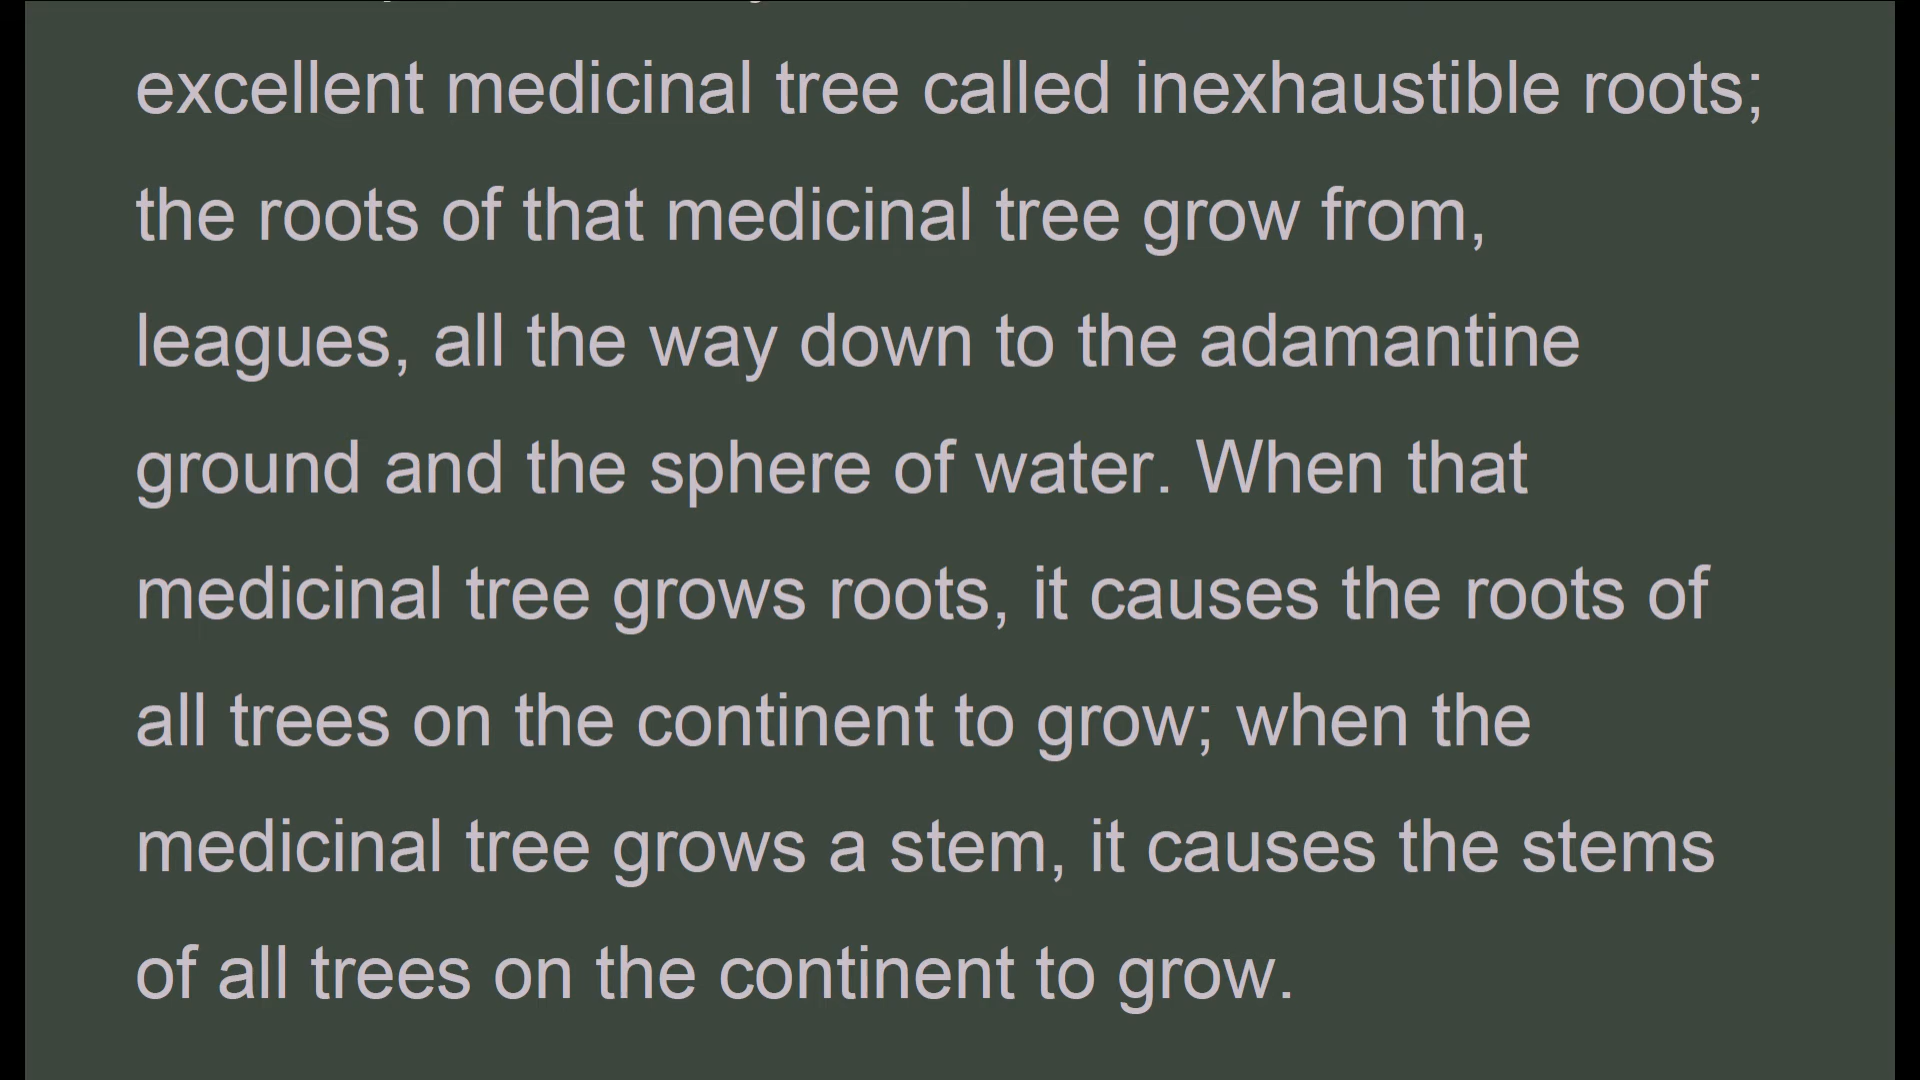 excellent medicinal tree called inexhaustible roots;
the roots of that medicinal tree grow from,
leagues, all the way down to the adamantine
ground and the sphere of water. When that
medicinal tree grows roots, it causes the roots of
all trees on the continent to grow; when the
medicinal tree grows a stem, it causes the stems
of all trees on the continent to grow.